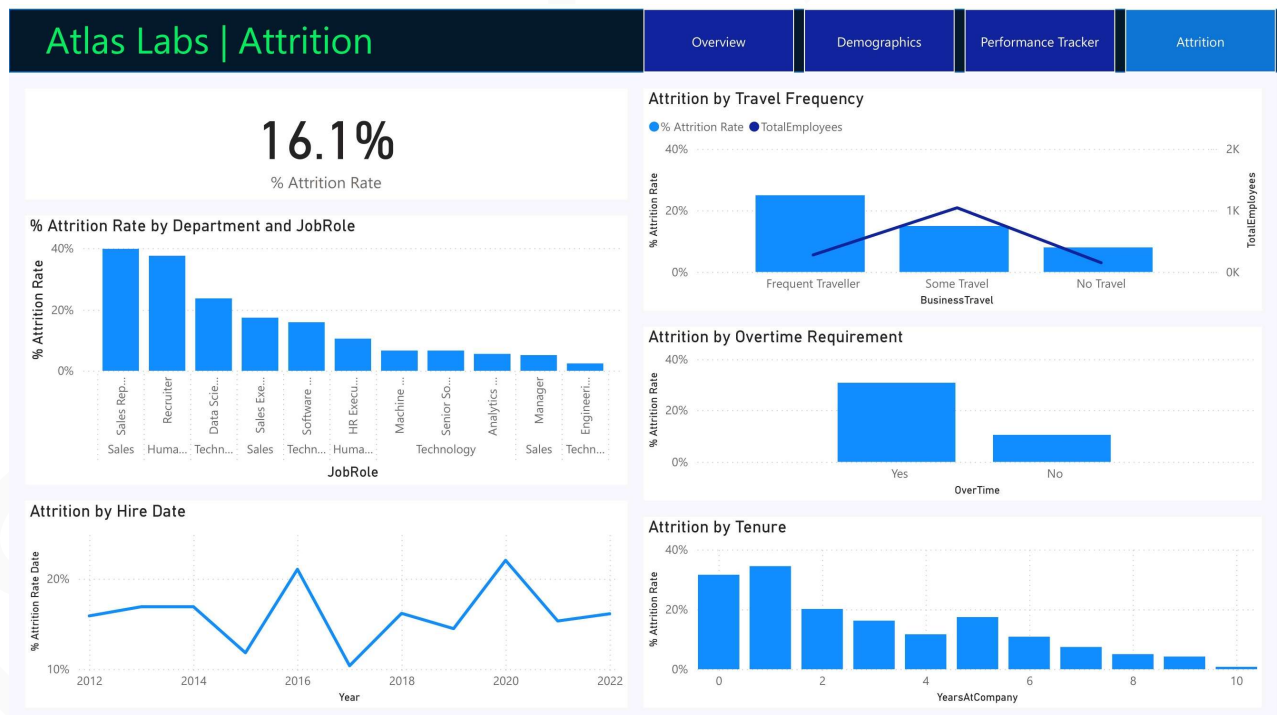 Atlas Labs | Attrition
Overview
Demographics
Performance Tracker
Attrition
16.1%
% Attrition Rate
% Attrition Rate by Department and JobRole
% Attrition Rate
40%
20%
0%
Sales Rep...
Recruiter
Data Scie...
Sales Exe...
Software ...
HR Execu...
Machine ...
Senior So...
Analytics ...
Manager
Engineeri...
Sales
Huma...
Techn...
Sales
Techn...
Huma...
Technology
Sales
Techn...
JobRole
Attrition by Hire Date
% Attrition Rate Date
20%
10%
2012
2014
2016
2018
2020
2022
Year
Attrition by Travel Frequency
% Attrition Rate
TotalEmployees
% Attrition Rate
40%
20%
0%
2K
1K
0K
TotalEmployees
Frequent Traveller
Some Travel
No Travel
BusinessTravel
Attrition by Overtime Requirement
% Attrition Rate
40%
20%
0%
Yes
No
OverTime
Attrition by Tenure
% Attrition Rate
40%
20%
0%
0
2
4
6
8
10
YearsAtCompany